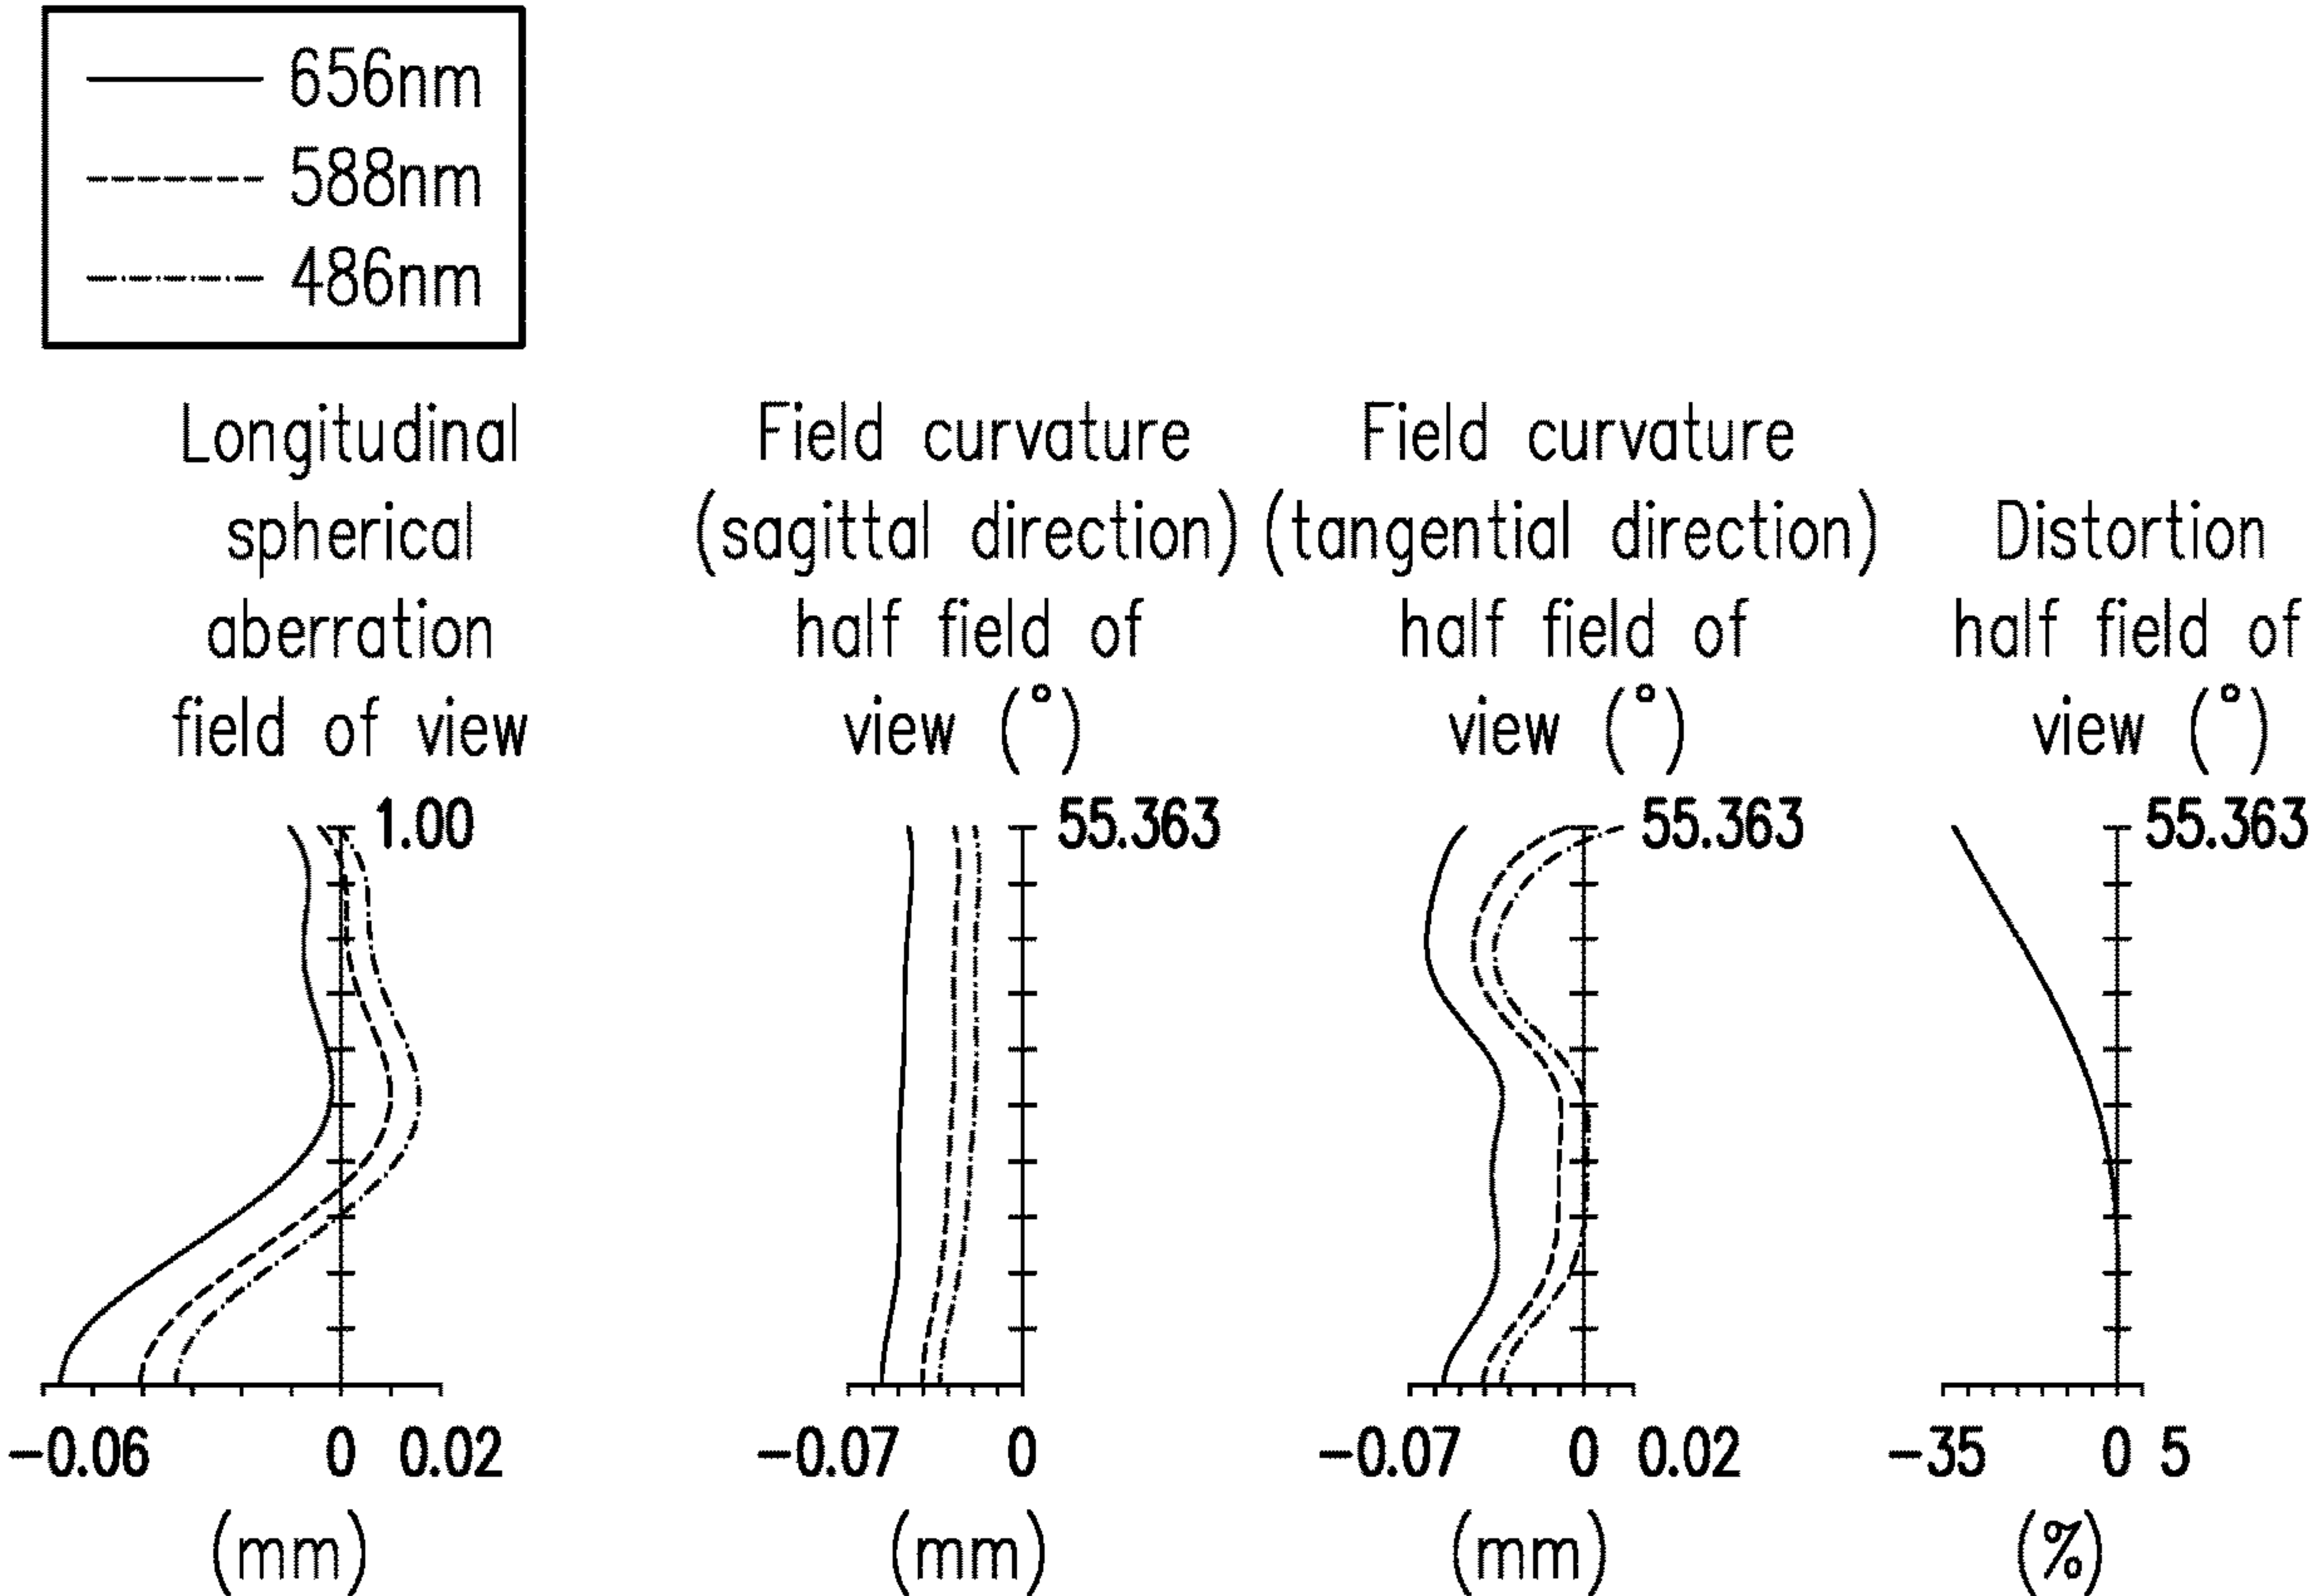 656nm
588nm
486nm
Longitudinal
spherical
aberration
field of view
1.00
-0.06 0 0.02
(mm)
Field curvature
(sagittal direction)
half field of
view (°)
55.363
-0.07 0
(mm)
Field curvature
(tangential direction)
half field of
view (°)
55.363
-0.07 0 0.02
(mm)
Distortion
half field of
view (°)
55.363
-35 0 5
(%)